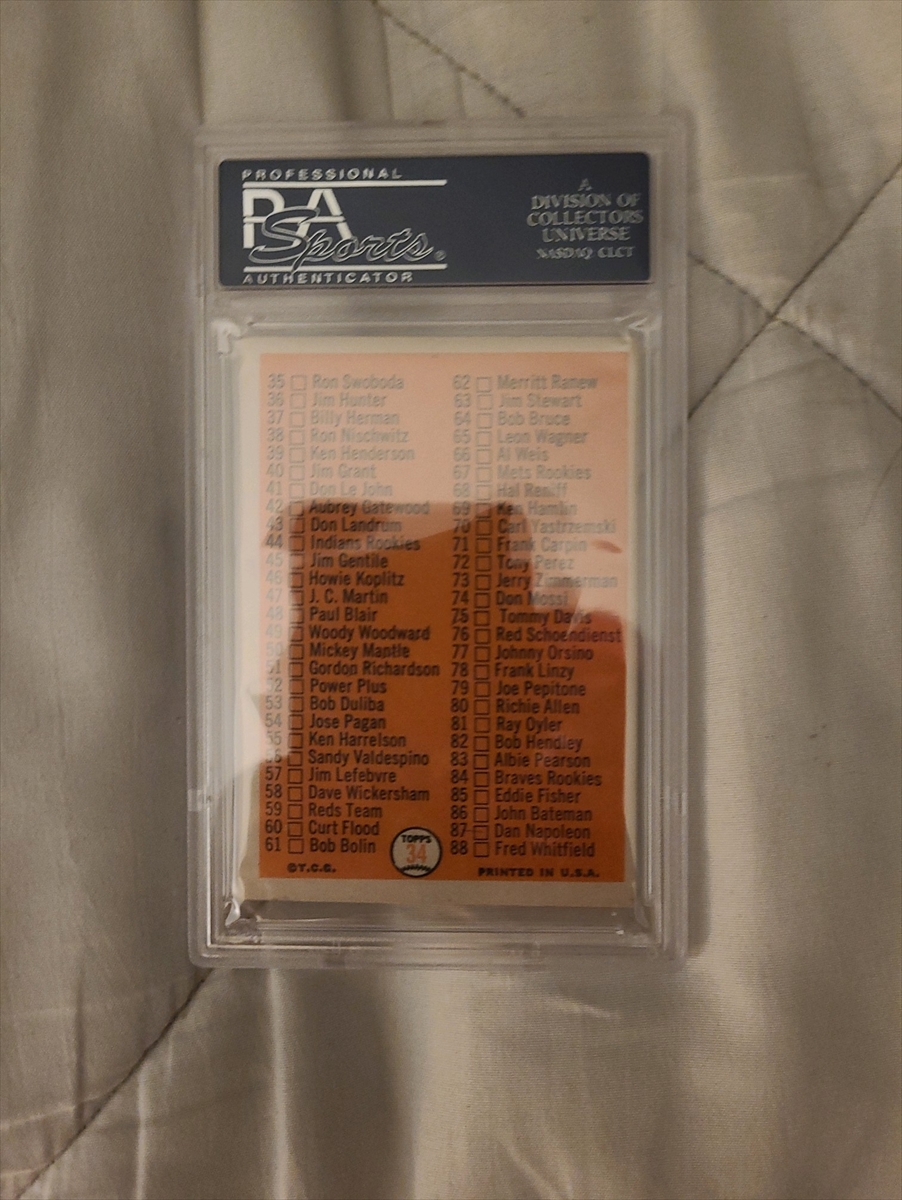 PROFESSIONAL
PSA
Sports®
AUTHENTICATOR
A
DIVISION OF
COLLECTORS
UNIVERSE
NASDAQ: CLCT
35 Ron Swoboda
36 Jim Hunter
37 Billy Herman
38 Ron Nischwitz
39 Ken Henderson
40 Jim Grant
41 Don Le John
42 Aubrey Gatewood
43 Don Landrum
44 Indians Rookies
45 Jim Gentile
46 Howie Koplitz
47 J. C. Martin
48 Paul Blair
49 Woody Woodward
50 Mickey Mantle
51 Gordon Richardson
52 Power Plus
53 Bob Duliba
54 Jose Pagan
55 Ken Harrelson
56 Sandy Valdespino
57 Jim Lefebvre
58 Dave Wickersham
59 Reds Team
60 Curt Flood
61 Bob Bolin
62 Merritt Ranew
63 Jim Stewart
64 Bob Bruce
65 Leon Wagner
66 Al Weis
67 Mets Rookies
68 Hal Reniff
69 Ken Hamlin
70 Carl Yastrzemski
71 Frank Carpin
72 Tony Perez
73 Jerry Zimmerman
74 Don Mossi
75 Tommy Davis
76 Red Schoendienst
77 Johnny Orsino
78 Frank Linzy
79 Joe Pepitone
80 Richie Allen
81 Ray Oyler
82 Bob Hendley
83 Albie Pearson
84 Braves Rookies
85 Eddie Fisher
86 John Bateman
87 Dan Napoleon
88 Fred Whitfield
TOPPS
34
©T.C.G.
PRINTED IN U.S.A.